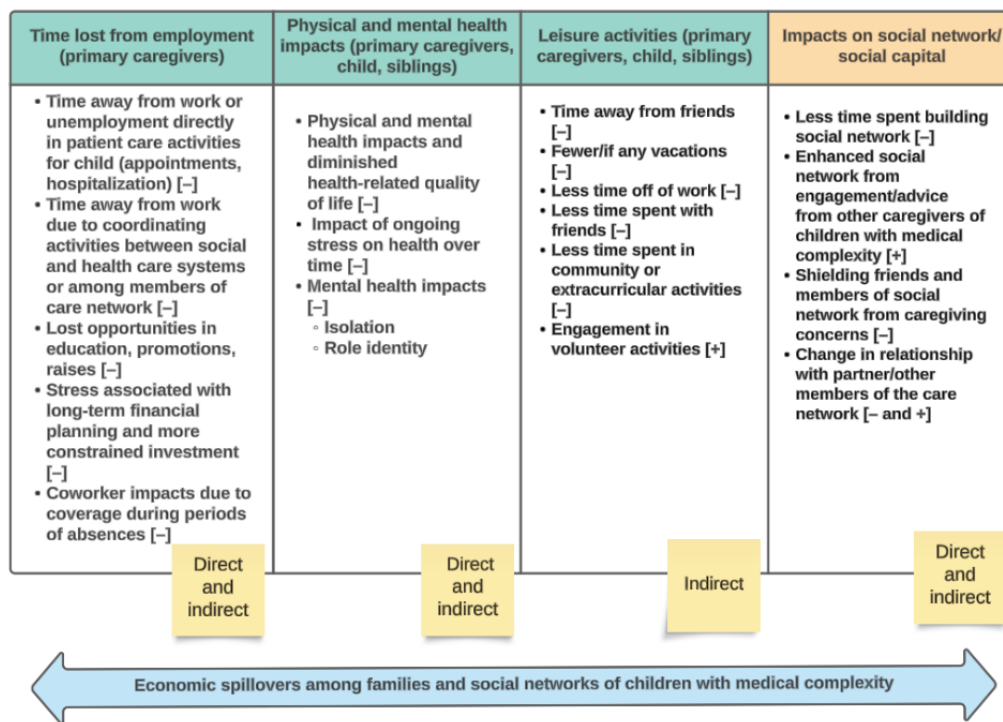 Time lost from employment
(primary caregivers)
• Time away from work or
unemployment directly
in patient care activities
for child (appointments,
hospitalization) [–]
• Time away from work
due to coordinating
activities between social
and health care systems
or among members of
care network [–]
• Lost opportunities in
education, promotions,
raises [–]
• Stress associated with
long-term financial
planning and more
constrained investment
[–]
• Coworker impacts due to
coverage during periods
of absences [–]
Direct
and
indirect
Physical and mental health
impacts (primary caregivers,
child, siblings)
• Physical and mental
health impacts and
diminished
health-related quality
of life [–]
• Impact of ongoing
stress on health over
time [–]
• Mental health impacts
[–]
◦ Isolation
◦ Role identity
Direct
and
indirect
Leisure activities (primary
caregivers, child, siblings)
• Time away from friends
[–]
• Fewer/if any vacations
[–]
• Less time off of work [–]
• Less time spent with
friends [–]
• Less time spent in
community or
extracurricular activities
[–]
• Engagement in
volunteer activities [+]
Indirect
Impacts on social network/
social capital
• Less time spent building
social network [–]
• Enhanced social
network from
engagement/advice
from other caregivers of
children with medical
complexity [+]
• Shielding friends and
members of social
network from caregiving
concerns [–]
• Change in relationship
with partner/other
members of the care
network [– and +]
Direct
and
indirect
Economic spillovers among families and social networks of children with medical complexity